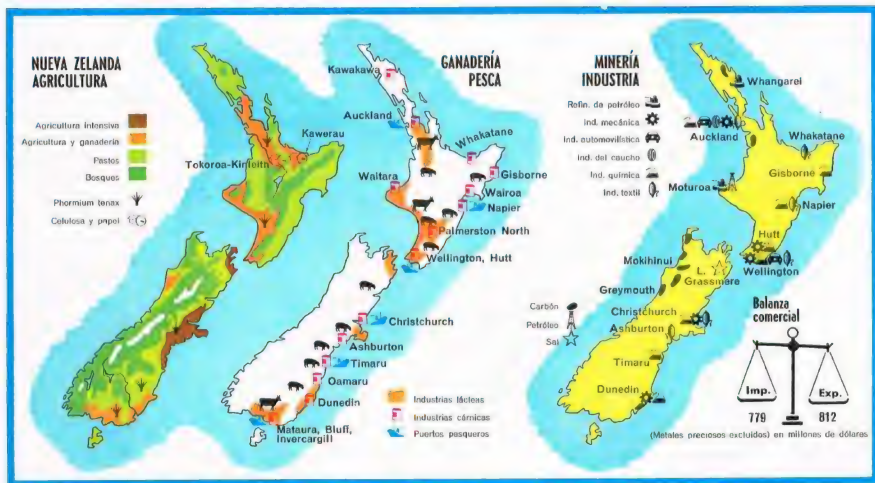 NUEVA ZELANDA
AGRICULTURA
Agricultura intensiva
Agricultura y ganadería
Pastos
Bosques
Phormium tenax
Celulosa y papel
Kawerau
Tokoroa-Kinleith
GANADERÍA
PESCA
Kawakawa
Auckland
Whakatane
Gisborne
Waitara
Wairoa
Napier
Palmerston North
Wellington, Hutt
Christchurch
Ashburton
Timaru
Oamaru
Dunedin
Mataura, Bluff,
Invercargill
Industrias lácteas
Industrias cárnicas
Puertos pesqueros
MINERÍA
INDUSTRIA
Refin. de petróleo
Ind. mecánica
Ind. automovilística
Ind. del caucho
Ind. química
Ind. textil
Whangarei
Auckland
Whakatane
Gisborne
Moturoa
Napier
Hutt
Wellington
Mokihinui
L.
Grassmere
Greymouth
Christchurch
Ashburton
Timaru
Dunedin
Carbón
Petróleo
Sal
Balanza
comercial
Imp. Exp.
779 812
(Metales preciosos excluidos) en millones de dólares